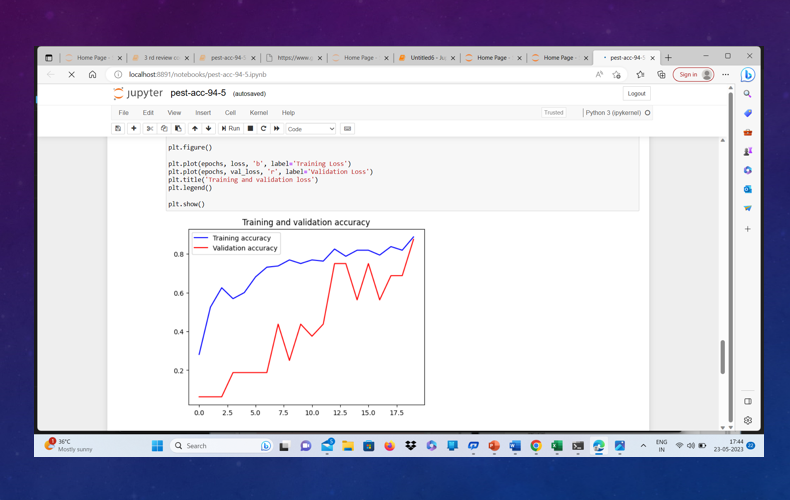 Home Page -
3 rd review co
pest-acc-94-5
https://www.g
Home Page -
Untitled6 - Ju
Home Page -
Home Page -
pest-acc-94-5
localhost:8891/notebooks/pest-acc-94-5.ipynb
Sign in
jupyter pest-acc-94-5 (autosaved)
Logout
File Edit View Insert Cell Kernel Help
Trusted
Python 3 (ipykernel)
Run
Code
plt.figure()
plt.plot(epochs, loss, 'b', label='Training Loss')
plt.plot(epochs, val_loss, 'r', label='Validation Loss')
plt.title('Training and validation loss')
plt.legend()
plt.show()
Training and validation accuracy
Training accuracy
Validation accuracy
0.8
0.6
0.4
0.2
0.0 2.5 5.0 7.5 10.0 12.5 15.0 17.5
1
36°C
Mostly sunny
Search
ENG
IN
17:44
23-05-2023
22